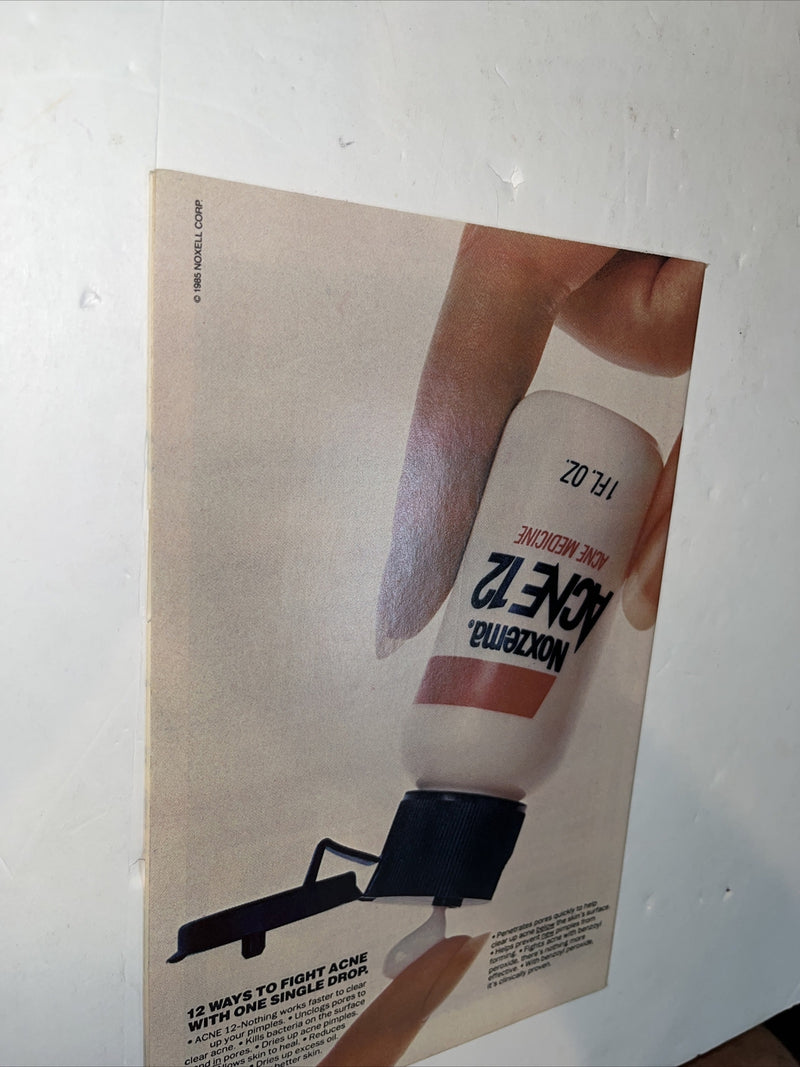 © 1985 NOXELL CORP.
1 FL. OZ.
ACNE MEDICINE
ACNE 12
Noxzema®
12 WAYS TO FIGHT ACNE
WITH ONE SINGLE DROP.
• ACNE 12–Nothing works faster to clear
up your pimples. • Unclogs pores to
clear acne. • Kills bacteria on the surface
and in pores. • Dries up acne pimples.
skin to heal. • Reduces
• Dries up excess oil.
better skin.
• Penetrates pores quickly to help
clear up acne below the skin's surface.
• Helps prevent new pimples from
forming. • Fights acne with benzoyl
peroxide, there's nothing more
effective. • With benzoyl peroxide,
it's clinically proven.